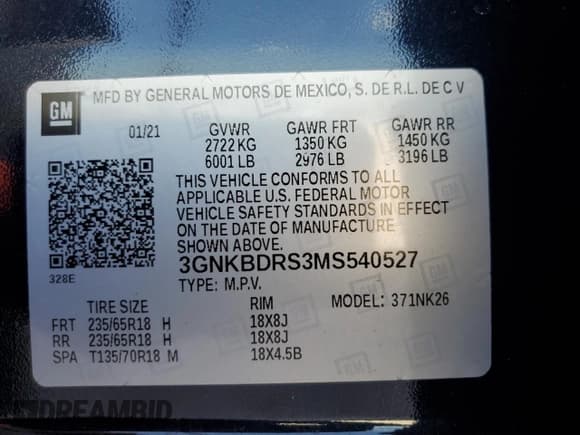 GM MFD BY GENERAL MOTORS DE MEXICO, S. DE R.L. DE C V
01/21 GVWR GAWR FRT GAWR RR
2722 KG 1350 KG 1450 KG
6001 LB 2976 LB 3196 LB
THIS VEHICLE CONFORMS TO ALL
APPLICABLE U.S. FEDERAL MOTOR
VEHICLE SAFETY STANDARDS IN EFFECT
ON THE DATE OF MANUFACTURE
SHOWN ABOVE.
328E
3GNKBDRS3MS540527
TYPE: M.P.V. MODEL: 371NK26
TIRE SIZE RIM
FRT 235/65R18 H 18X8J
RR 235/65R18 H 18X8J
SPA T135/70R18 M 18X4.5B
DREAMBID